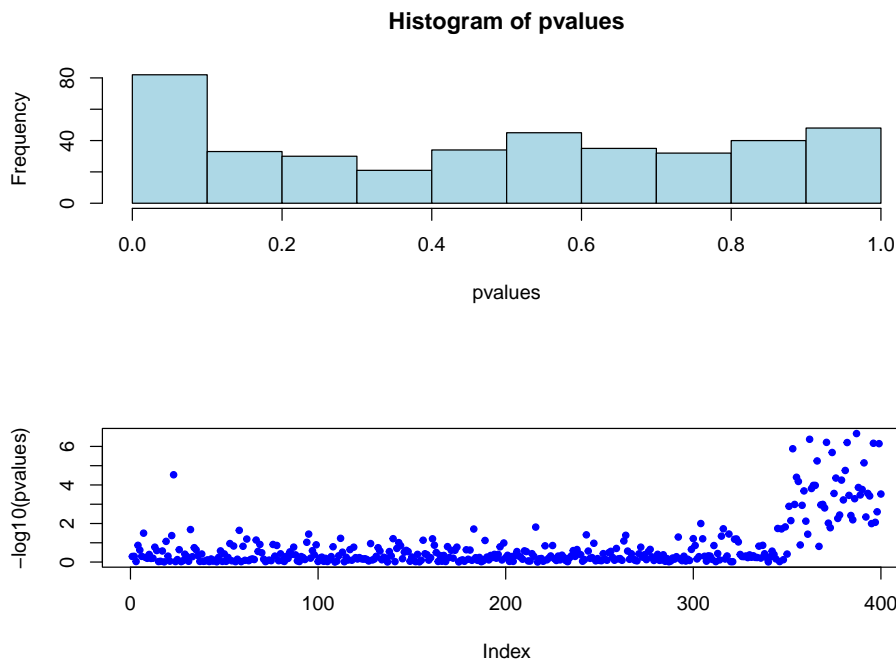 Histogram of pvalues
Frequency
80
40
0
0.0 0.2 0.4 0.6 0.8 1.0
pvalues
−log10(pvalues)
6
4
2
0
0 100 200 300 400
Index